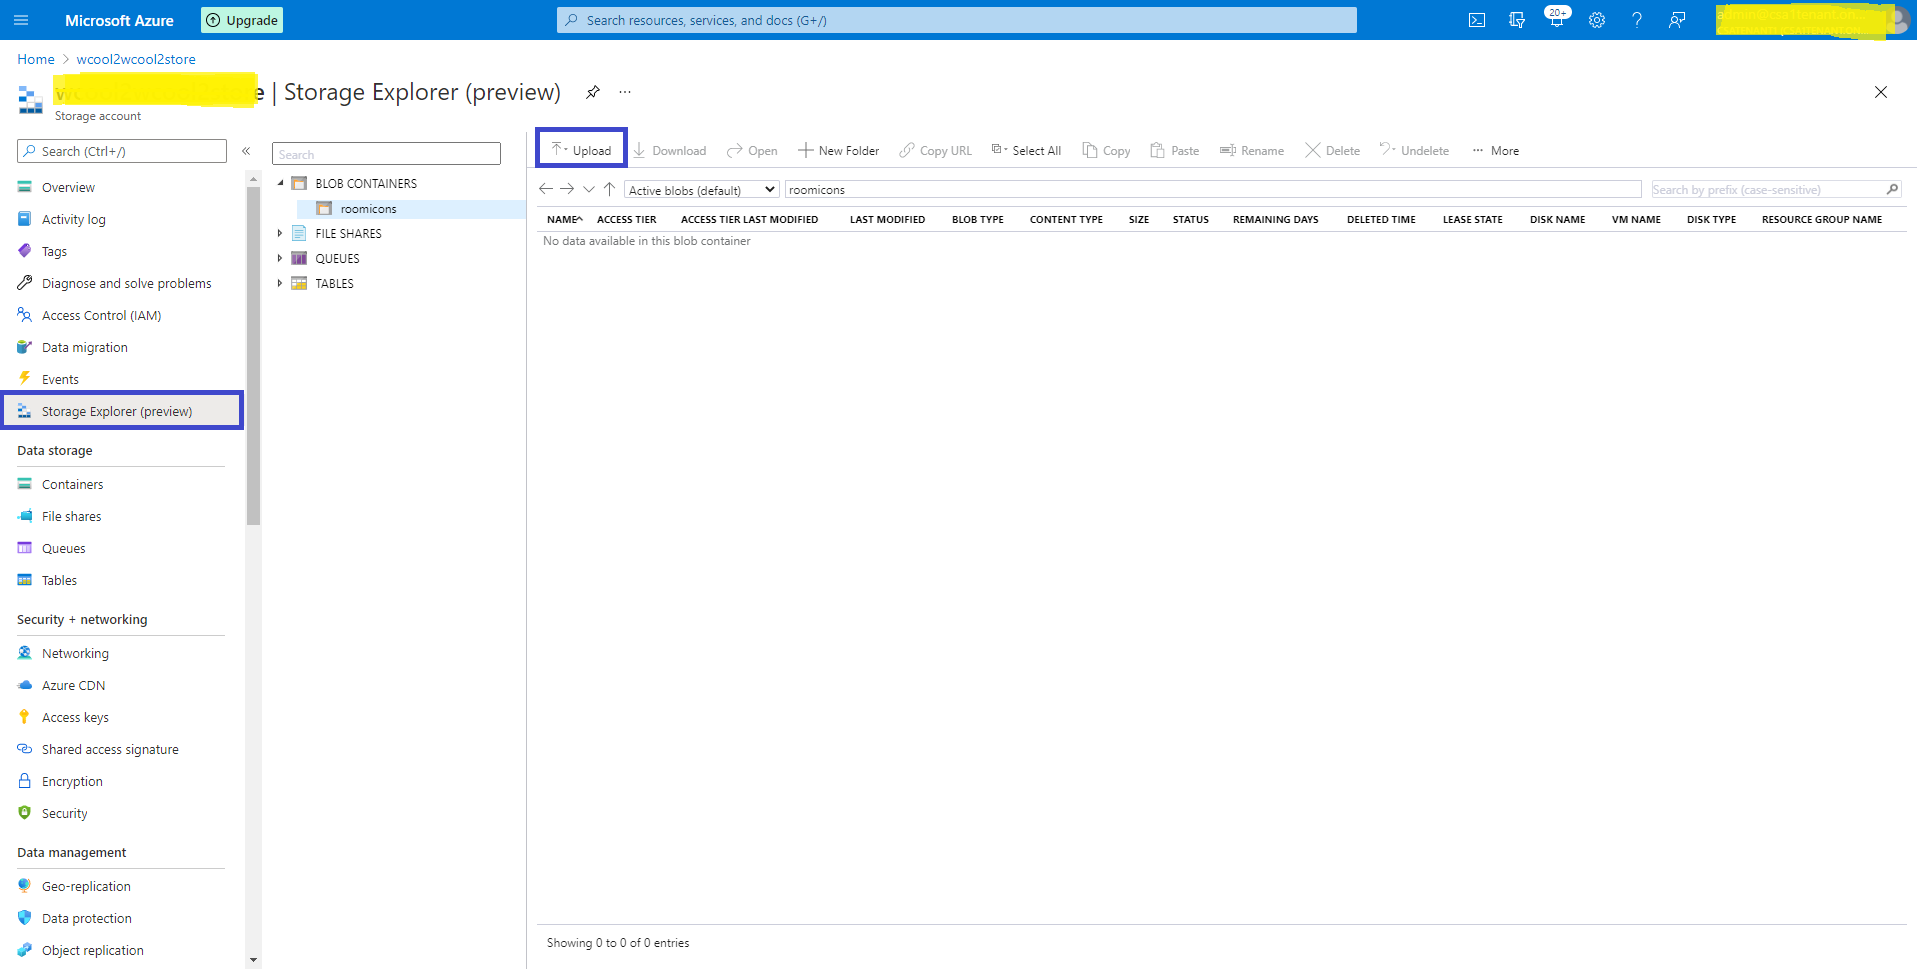 Microsoft Azure
Upgrade
Search resources, services, and docs (G+/)
20+
Home > wcool2wcool2store
| Storage Explorer (preview)
...
Storage account
Search (Ctrl+/)
«
Overview
Activity log
Tags
Diagnose and solve problems
Access Control (IAM)
Data migration
Events
Storage Explorer (preview)
Data storage
Containers
File shares
Queues
Tables
Security + networking
Networking
Azure CDN
Access keys
Shared access signature
Encryption
Security
Data management
Geo-replication
Data protection
Object replication
Search
BLOB CONTAINERS
roomicons
FILE SHARES
QUEUES
TABLES
Upload Download Open New Folder Copy URL Select All Copy Paste Rename Delete Undelete ... More
Active blobs (default) roomicons Search by prefix (case-sensitive)
NAME ACCESS TIER ACCESS TIER LAST MODIFIED LAST MODIFIED BLOB TYPE CONTENT TYPE SIZE STATUS REMAINING DAYS DELETED TIME LEASE STATE DISK NAME VM NAME DISK TYPE RESOURCE GROUP NAME
No data available in this blob container
Showing 0 to 0 of 0 entries